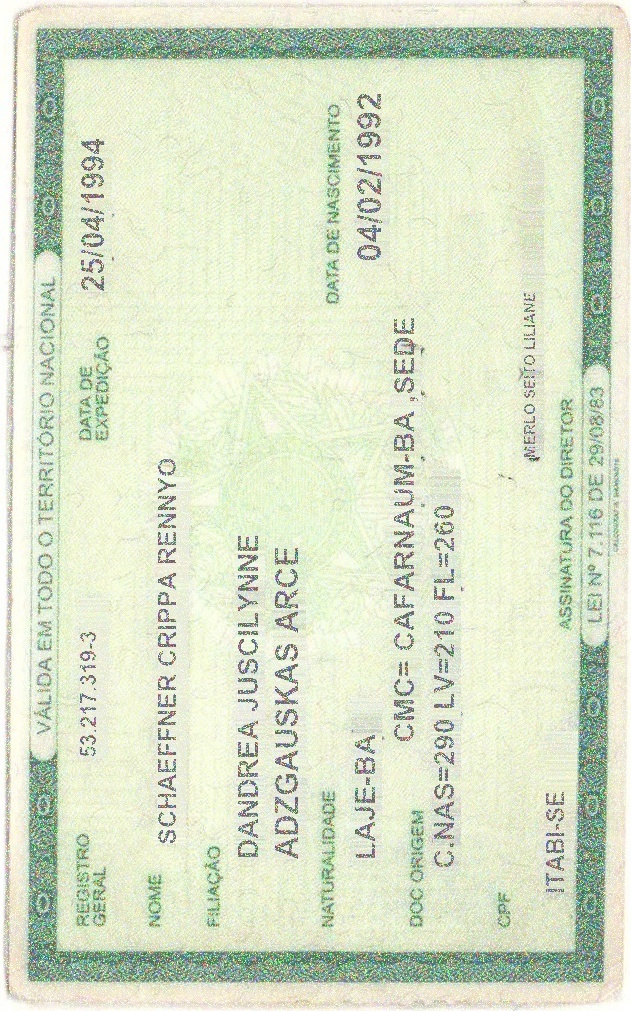 VÁLIDA EM TODO O TERRITÓRIO NACIONAL
REGISTRO GERAL 53.217.319-3 DATA DE EXPEDIÇÃO 25/04/1994
NOME SCHAEFFNER CRIPPA RENNYO
FILIAÇÃO
DANDREA JUSCILYNNE
ADZGAUSKAS ARCE
NATURALIDADE DATA DE NASCIMENTO
LAJE-BA 04/02/1992
DOC ORIGEM CMC= CAFARNAUM-BA ,SEDE
C.NAS=290 LV=210 FL=260
CPF
MERLO SEITO LILIANE
ITABI-SE
ASSINATURA DO DIRETOR
LEI Nº 7.116 DE 29/08/83